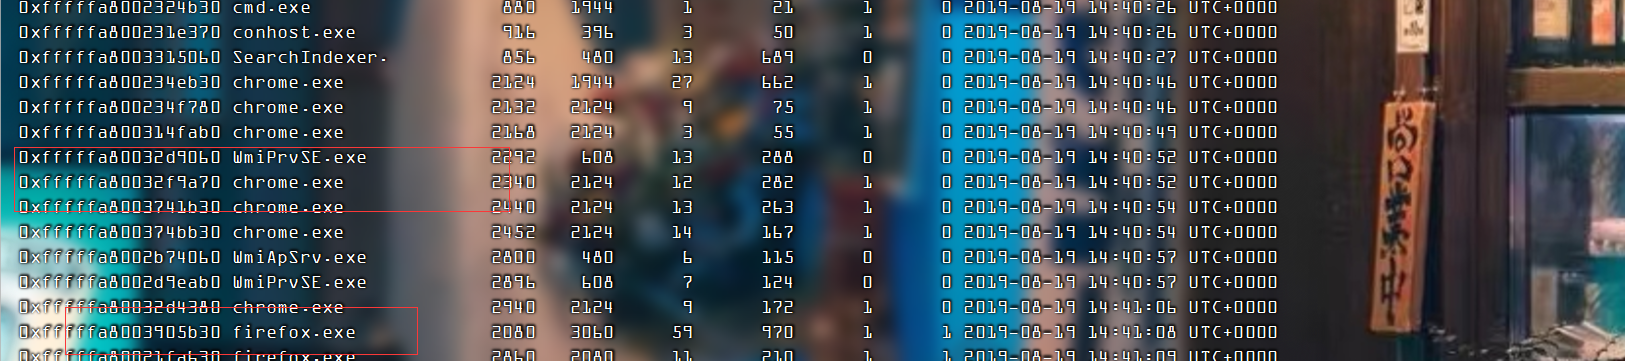 0xfffffa8002324b30 cmd.exe 880 1944 1 21 1 0 2019-08-19 14:40:26 UTC+0000
0xfffffa800231e370 conhost.exe 916 396 3 50 1 0 2019-08-19 14:40:26 UTC+0000
0xfffffa8003315060 SearchIndexer. 856 480 13 689 0 0 2019-08-19 14:40:27 UTC+0000
0xfffffa800234eb30 chrome.exe 2124 1944 27 662 1 0 2019-08-19 14:40:46 UTC+0000
0xfffffa800234f780 chrome.exe 2132 2124 9 75 1 0 2019-08-19 14:40:46 UTC+0000
0xfffffa800314fab0 chrome.exe 2168 2124 3 55 1 0 2019-08-19 14:40:49 UTC+0000
0xfffffa80032d9060 WmiPrvSE.exe 2292 608 13 288 0 0 2019-08-19 14:40:52 UTC+0000
0xfffffa80032f9a70 chrome.exe 2340 2124 12 282 1 0 2019-08-19 14:40:52 UTC+0000
0xfffffa8003741b30 chrome.exe 2440 2124 13 263 1 0 2019-08-19 14:40:54 UTC+0000
0xfffffa800374bb30 chrome.exe 2452 2124 14 167 1 0 2019-08-19 14:40:54 UTC+0000
0xfffffa8002b74060 WmiApSrv.exe 2800 480 6 115 0 0 2019-08-19 14:40:57 UTC+0000
0xfffffa8002d9eab0 WmiPrvSE.exe 2896 608 7 124 0 0 2019-08-19 14:40:57 UTC+0000
0xfffffa80032d4380 chrome.exe 2940 2124 9 172 1 0 2019-08-19 14:41:06 UTC+0000
0xfffffa8003905b30 firefox.exe 2080 3060 59 970 1 1 2019-08-19 14:41:08 UTC+0000
0xfffffa80021fa630 firefox.exe 2860 2080 11 210 1 1 2019-08-19 14:41:09 UTC+0000